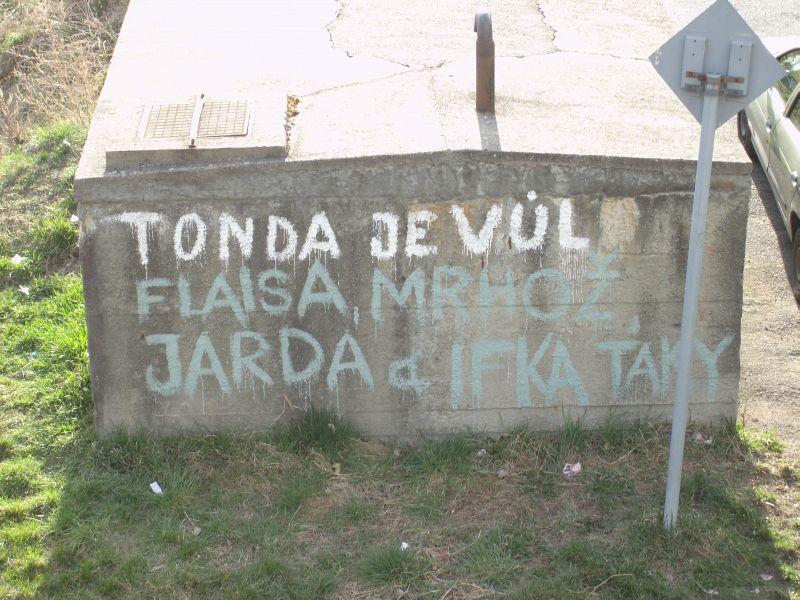 TONDA JE VŮL
FLAISA, MRHOŽ,
JARDA a IFKA TAKY